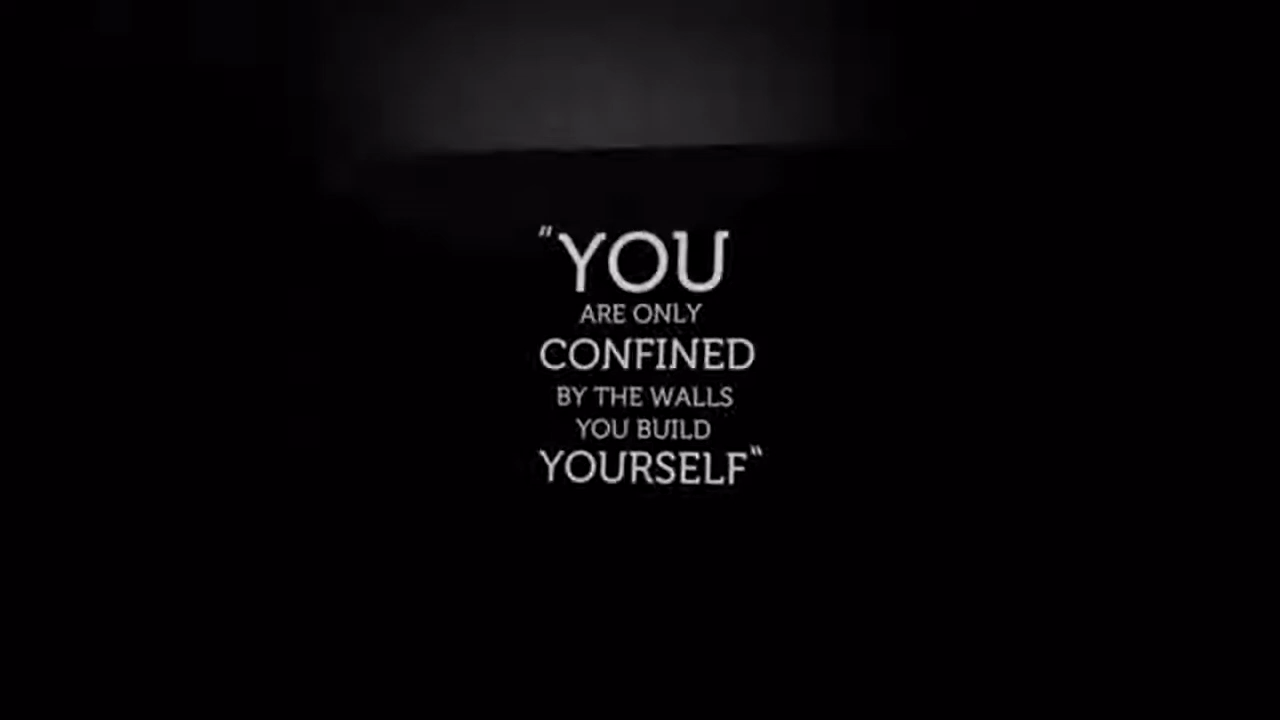 "YOU
ARE ONLY
CONFINED
BY THE WALLS
YOU BUILD
YOURSELF"